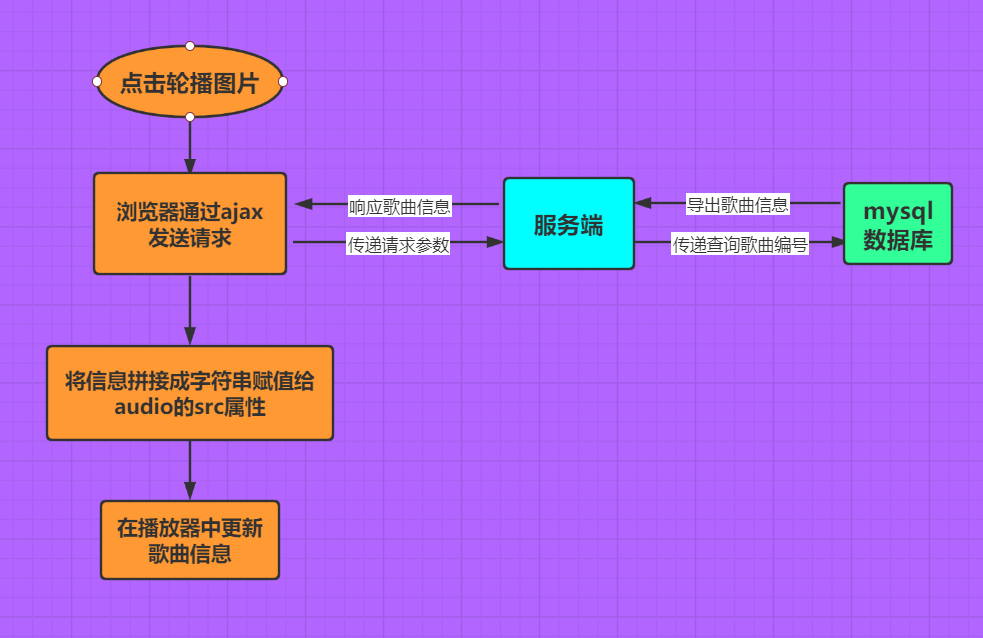 点击轮播图片
浏览器通过ajax
发送请求
响应歌曲信息
传递请求参数
服务端
导出歌曲信息
传递查询歌曲编号
mysql
数据库
将信息拼接成字符串赋值给
audio的src属性
在播放器中更新
歌曲信息